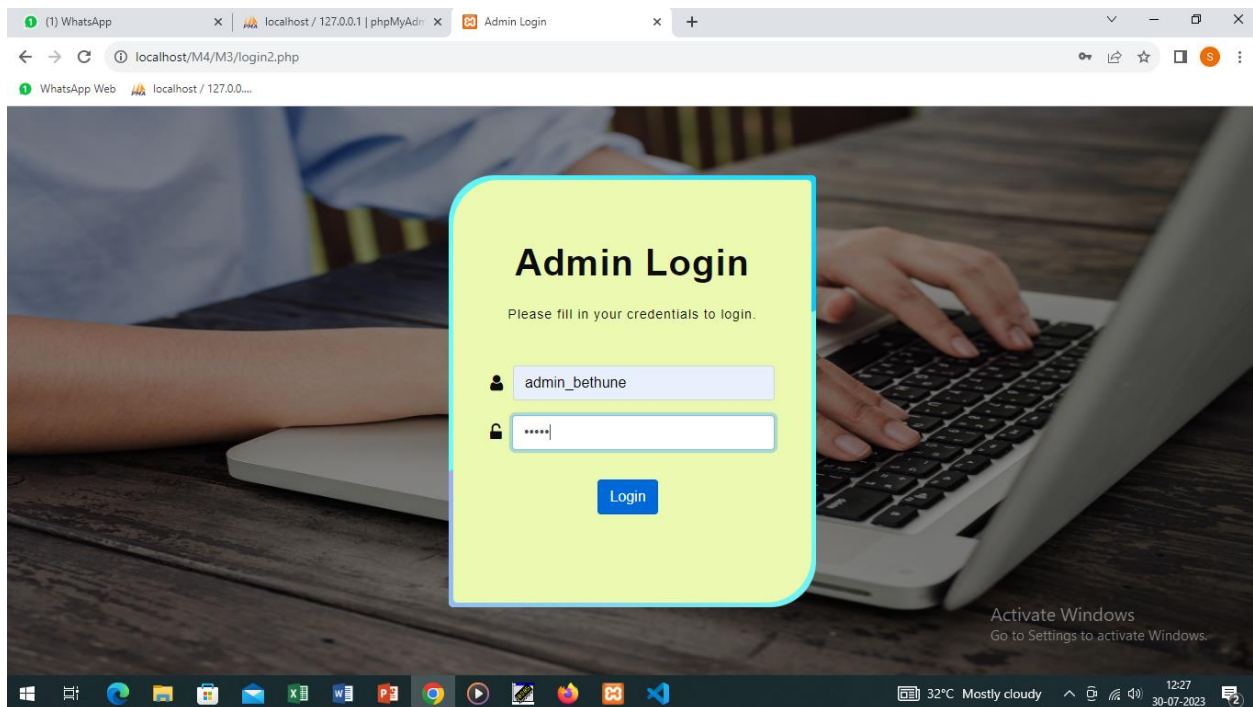 (1) WhatsApp
localhost / 127.0.0.1 | phpMyAdm
Admin Login
localhost/M4/M3/login2.php
S
WhatsApp Web
localhost / 127.0.0....
Admin Login
Please fill in your credentials to login.
admin_bethune
•••••
Login
Activate Windows
Go to Settings to activate Windows.
32°C Mostly cloudy
12:27
30-07-2023
2